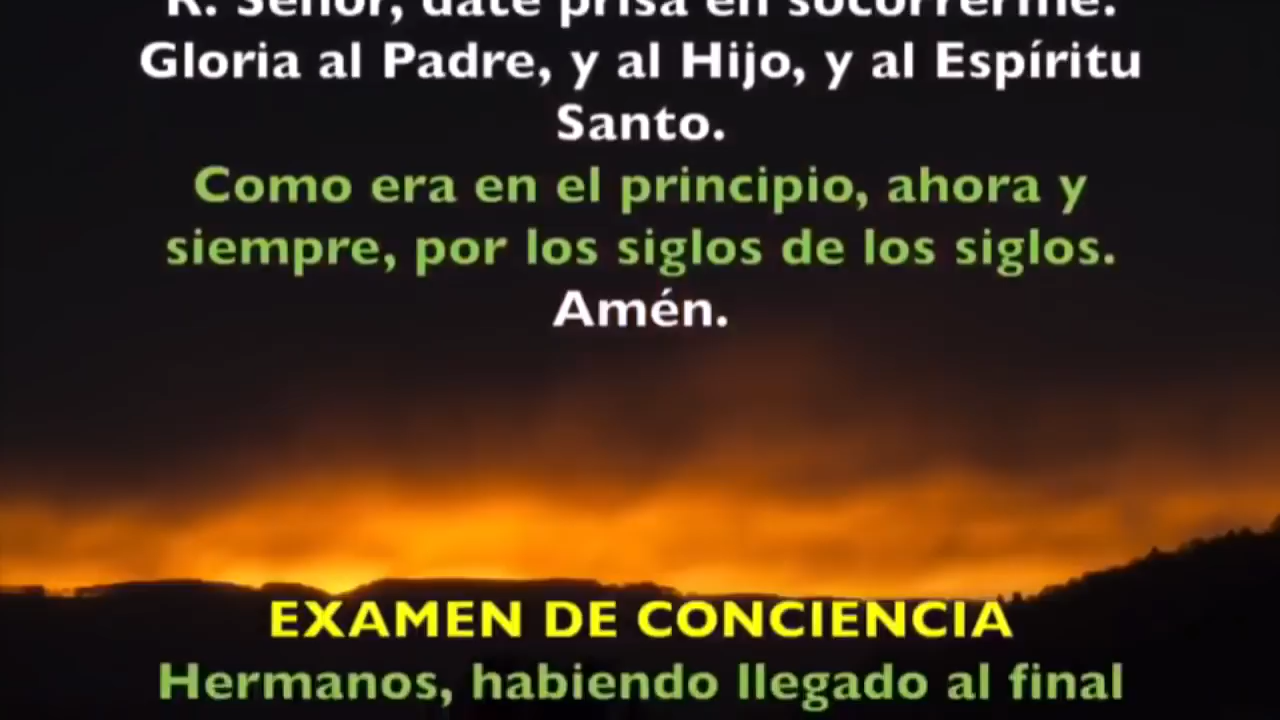 R. Señor, date prisa en socorrerme.
Gloria al Padre, y al Hijo, y al Espíritu
Santo.
Como era en el principio, ahora y
siempre, por los siglos de los siglos.
Amén.
EXAMEN DE CONCIENCIA
Hermanos, habiendo llegado al final